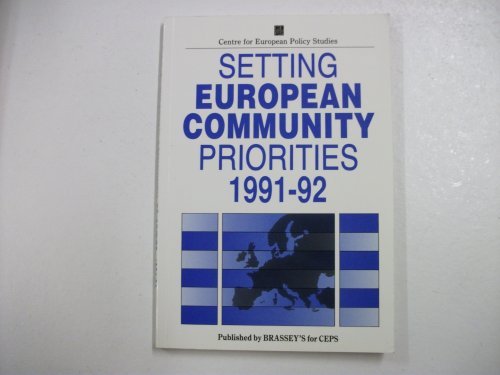 Centre for European Policy Studies
SETTING
EUROPEAN
COMMUNITY
PRIORITIES
1991-92
Published by BRASSEY'S for CEPS